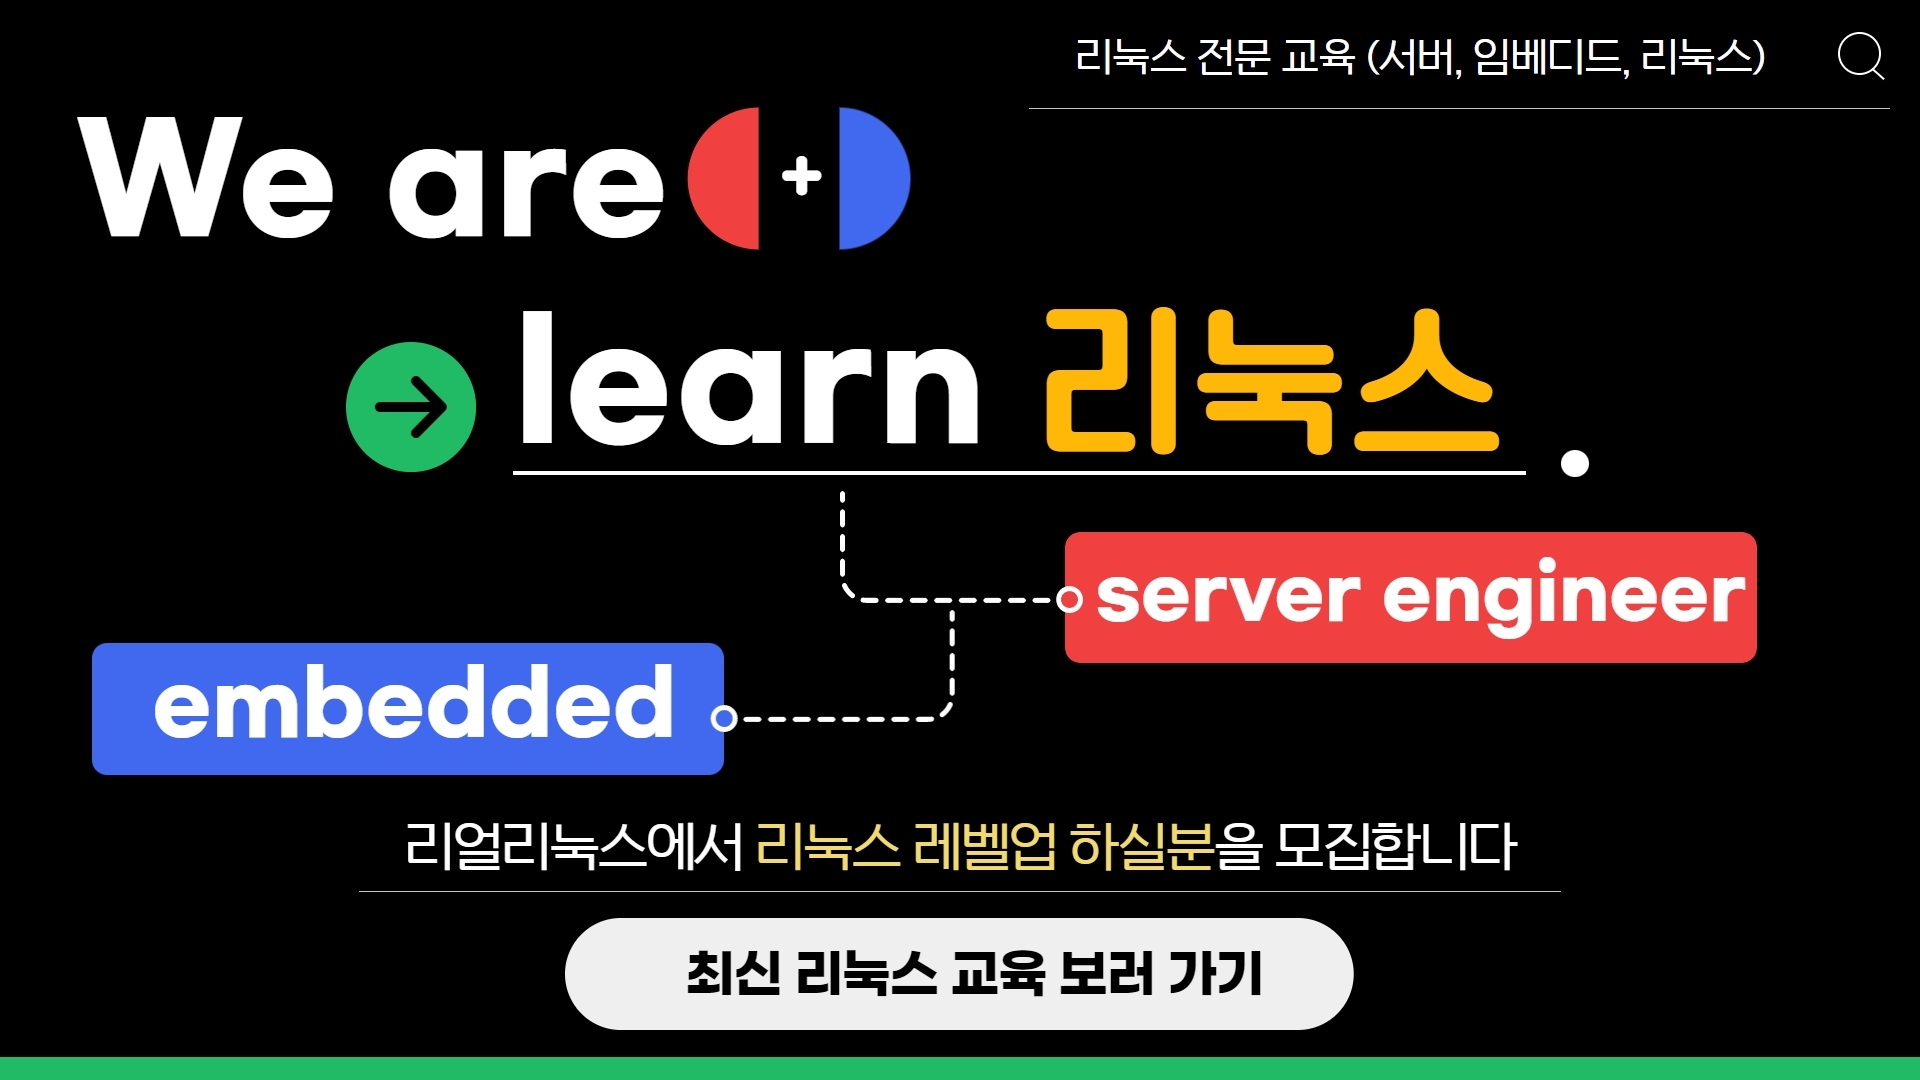 리눅스 전문 교육 (서버, 임베디드, 리눅스)
We are +
learn 리눅스 .
server engineer
embedded
리얼리눅스에서 리눅스 레벨업 하실분을 모집합니다
최신 리눅스 교육 보러 가기